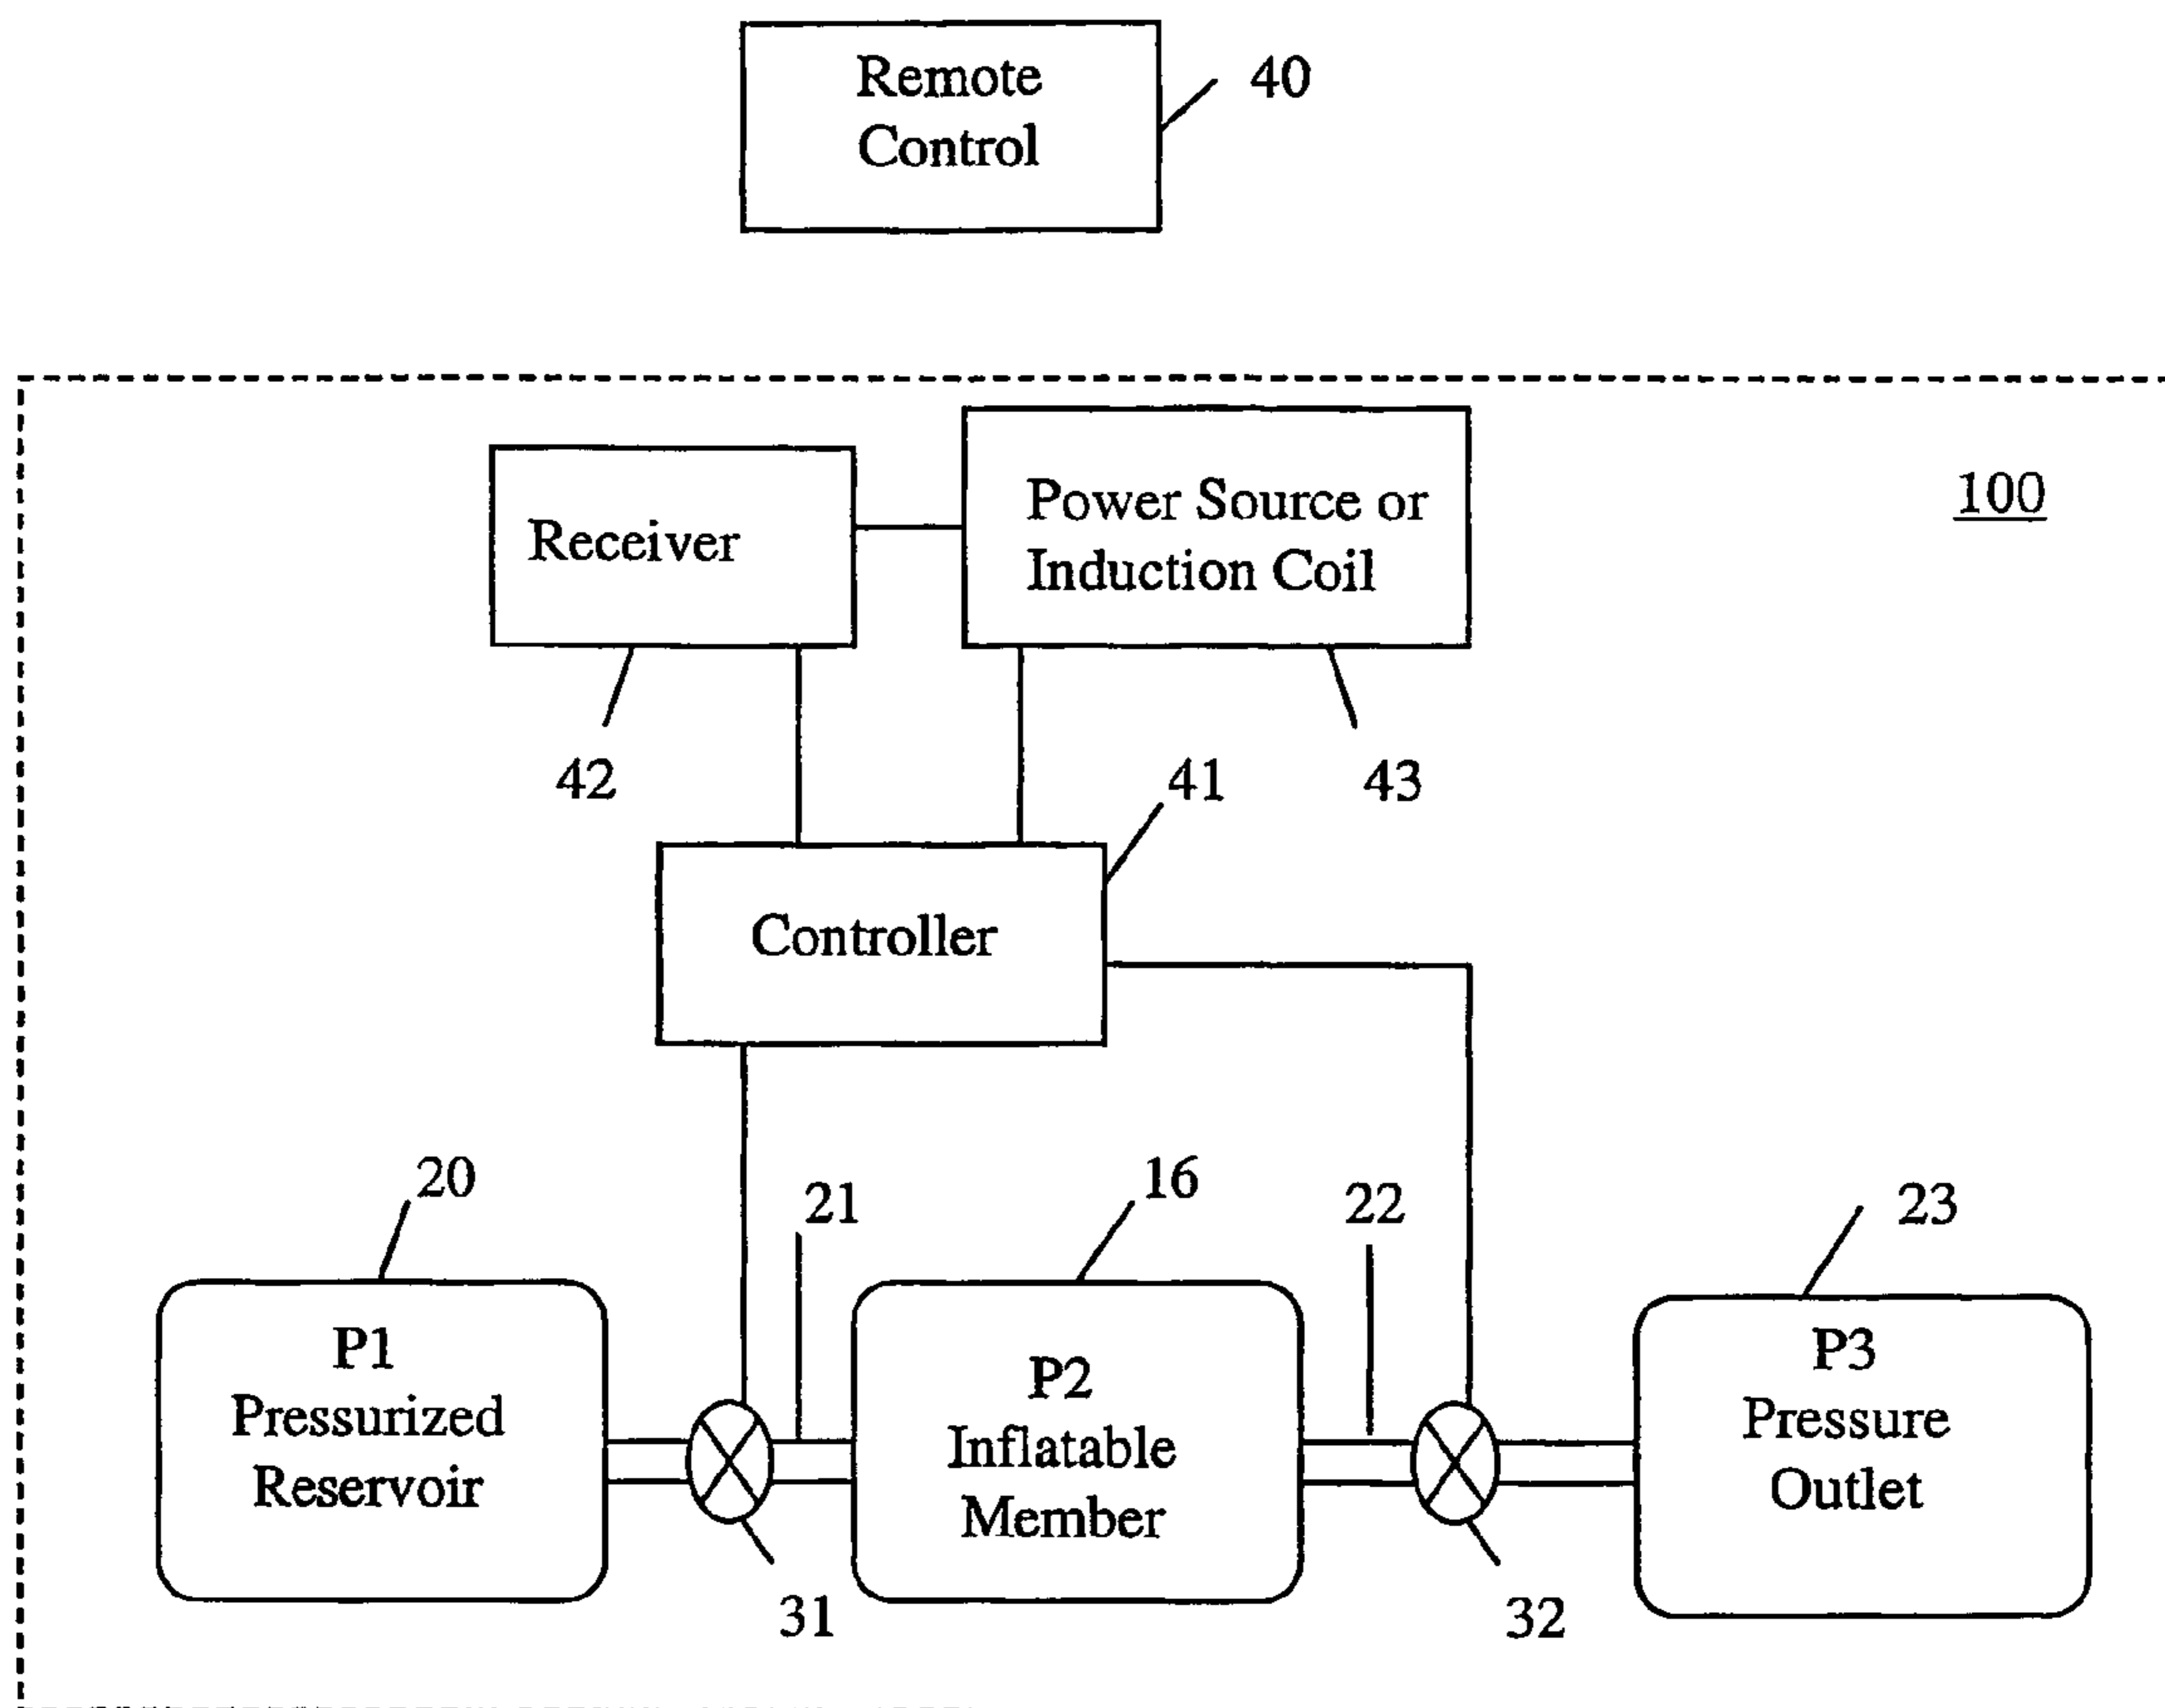 Remote
Control
40
100
Receiver
Power Source or
Induction Coil
42
43
41
Controller
20
21
16
22
23
P1
Pressurized
Reservoir
P2
Inflatable
Member
P3
Pressure
Outlet
31
32